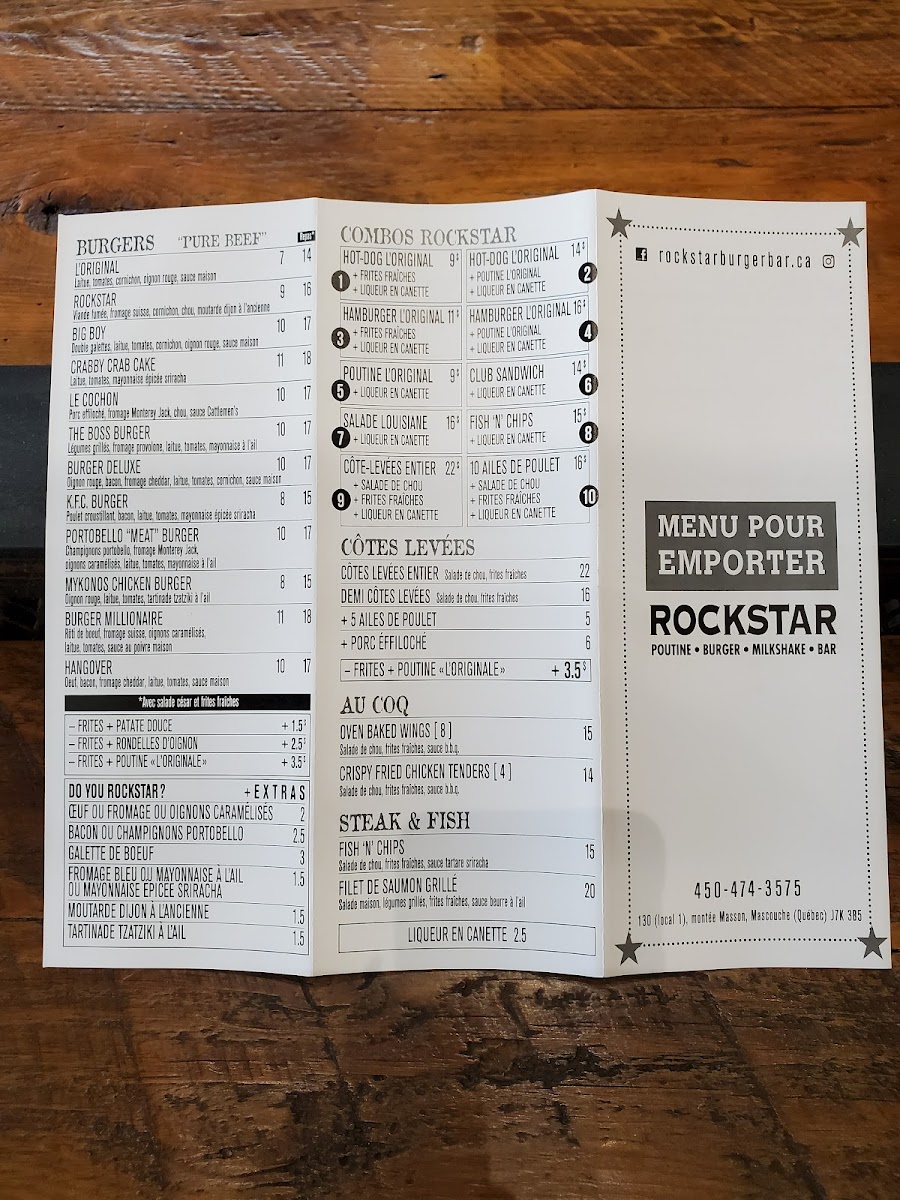 BURGERS "PURE BEEF" Repas*
L'ORIGINAL 7 14
Laitue, tomates, cornichon, oignon rouge, sauce maison
ROCKSTAR 9 16
Viande fumée, fromage suisse, cornichon, chou, moutarde dijon à l'ancienne
BIG BOY 10 17
Double galettes, laitue, tomates, cornichon, oignon rouge, sauce maison
CRABBY CRAB CAKE 11 18
Laitue, tomates, mayonnaise épicée sriracha
LE COCHON 10 17
Porc effiloché, fromage Monterey Jack, chou, sauce Cattlemen's
THE BOSS BURGER 10 17
Légumes grillés, fromage provolone, laitue, tomates, mayonnaise à l'ail
BURGER DELUXE 10 17
Oignon rouge, bacon, fromage cheddar, laitue, tomates, cornichon, sauce maison
K.F.C. BURGER 8 15
Poulet croustillant, bacon, laitue, tomates, mayonnaise épicée sriracha
PORTOBELLO "MEAT" BURGER 10 17
Champignons portobello, fromage Monterey Jack,
oignons caramélisés, laitue, tomates, mayonnaise à l'ail
MYKONOS CHICKEN BURGER 8 15
Oignon rouge, laitue, tomates, tartinade tzatziki à l'ail
BURGER MILLIONAIRE 11 18
Rôti de boeuf, fromage suisse, oignons caramélisés,
laitue, tomates, sauce au poivre maison
HANGOVER 10 17
Oeuf, bacon, fromage cheddar, laitue, tomates, sauce maison
*Avec salade césar et frites fraîches
– FRITES + PATATE DOUCE + 1.5$
– FRITES + RONDELLES D'OIGNON + 2.5$
– FRITES + POUTINE «L'ORIGINALE» + 3.5$
DO YOU ROCKSTAR? + EXTRAS
ŒUF OU FROMAGE OU OIGNONS CARAMÉLISÉS 2
BACON OU CHAMPIGNONS PORTOBELLO 2.5
GALETTE DE BOEUF 3
FROMAGE BLEU OU MAYONNAISE À L'AIL 1.5
OU MAYONNAISE ÉPICÉE SRIRACHA
MOUTARDE DIJON À L'ANCIENNE 1.5
TARTINADE TZATZIKI À L'AIL 1.5
COMBOS ROCKSTAR
1 HOT-DOG L'ORIGINAL 9$
+ FRITES FRAÎCHES
+ LIQUEUR EN CANETTE
HOT-DOG L'ORIGINAL 14$ 2
+ POUTINE L'ORIGINAL
+ LIQUEUR EN CANETTE
3 HAMBURGER L'ORIGINAL 11$
+ FRITES FRAÎCHES
+ LIQUEUR EN CANETTE
HAMBURGER L'ORIGINAL 16$ 4
+ POUTINE L'ORIGINAL
+ LIQUEUR EN CANETTE
5 POUTINE L'ORIGINAL 9$
+ LIQUEUR EN CANETTE
CLUB SANDWICH 14$ 6
+ LIQUEUR EN CANETTE
7 SALADE LOUISIANE 16$
+ LIQUEUR EN CANETTE
FISH 'N' CHIPS 15$ 8
+ LIQUEUR EN CANETTE
9 CÔTE-LEVÉES ENTIER 22$
+ SALADE DE CHOU
+ FRITES FRAÎCHES
+ LIQUEUR EN CANETTE
10 AILES DE POULET 16$ 10
+ SALADE DE CHOU
+ FRITES FRAÎCHES
+ LIQUEUR EN CANETTE
CÔTES LEVÉES
CÔTES LEVÉES ENTIER Salade de chou, frites fraîches 22
DEMI CÔTES LEVÉES Salade de chou, frites fraîches 16
+ 5 AILES DE POULET 5
+ PORC ÉFFILOCHÉ 6
– FRITES + POUTINE «L'ORIGINALE» + 3.5$
AU COQ
OVEN BAKED WINGS [ 8 ] 15
Salade de chou, frites fraîches, sauce b.b.q.
CRISPY FRIED CHICKEN TENDERS [ 4 ] 14
Salade de chou, frites fraîches, sauce b.b.q.
STEAK & FISH
FISH 'N' CHIPS 15
Salade de chou, frites fraîches, sauce tartare sriracha
FILET DE SAUMON GRILLÉ 20
Salade maison, légumes grillés, frites fraîches, sauce beurre à l'ail
LIQUEUR EN CANETTE 2.5
rockstarburgerbar.ca
MENU POUR
EMPORTER
ROCKSTAR
POUTINE • BURGER • MILKSHAKE • BAR
450-474-3575
130 (local 1), montée Masson, Mascouche (Québec) J7K 3B5